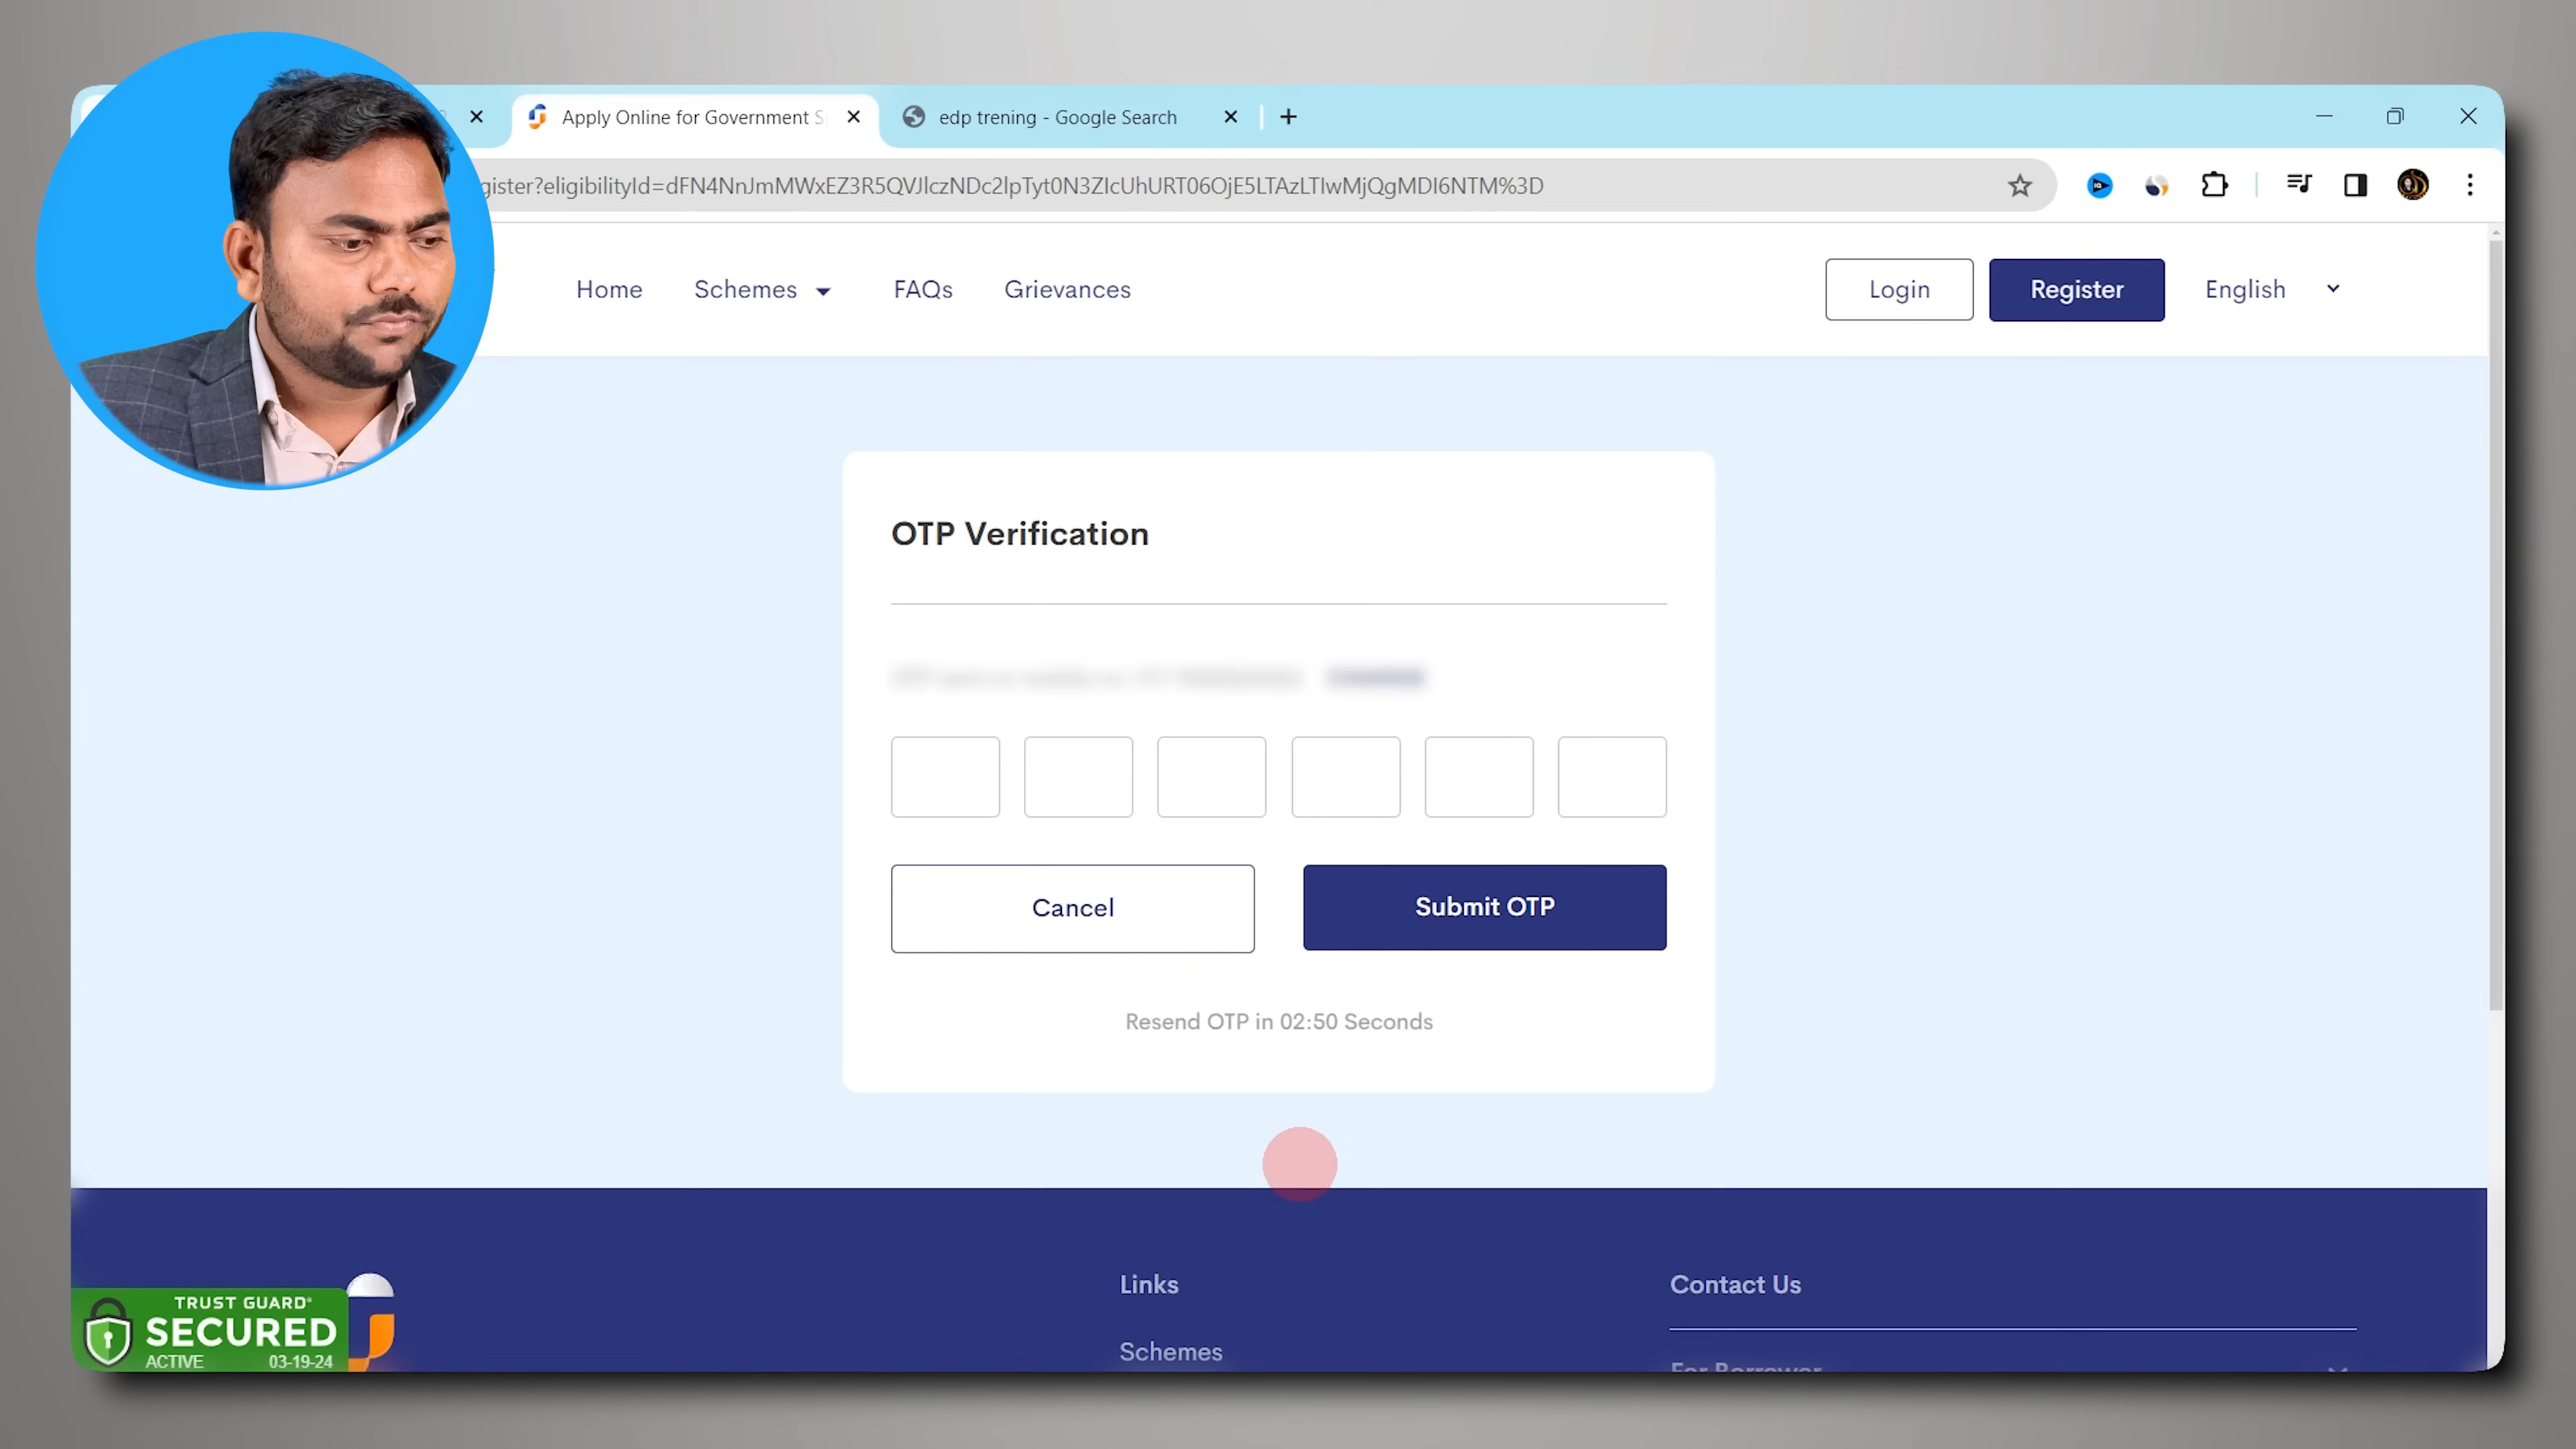 Apply Online for Government S
edp trening - Google Search
gister?eligibilityId=dFN4NnJmMWxEZ3R5QVJlczNDc2lpTyt0N3ZIcUhURT06OjE5LTAzLTIwMjQgMDI6NTM%3D
Home
Schemes
FAQs
Grievances
Login
Register
English
OTP Verification
Cancel
Submit OTP
Resend OTP in 02:50 Seconds
Links
Contact Us
Schemes
For Borrower
TRUST GUARD
SECURED
ACTIVE 03-19-24